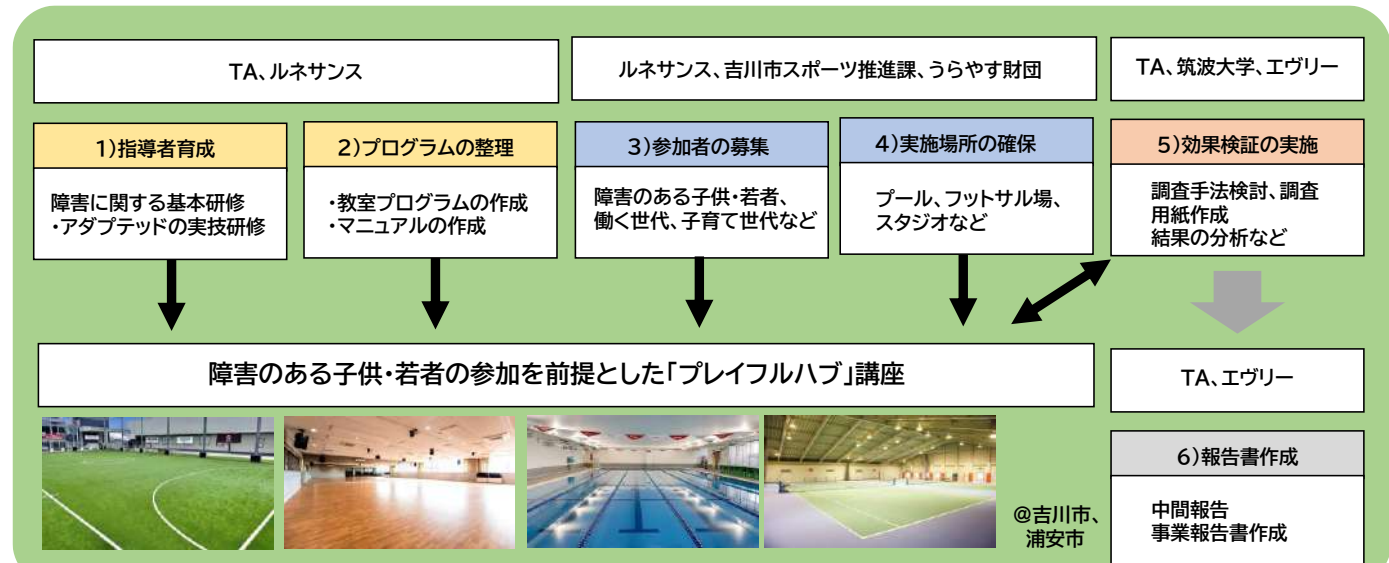 TA、ルネサンス
ルネサンス、吉川市スポーツ推進課、うらやす財団
TA、筑波大学、エヴリー
1)指導者育成
障害に関する基本研修
・アダプテッドの実技研修
2)プログラムの整理
・教室プログラムの作成
・マニュアルの作成
3)参加者の募集
障害のある子供・若者、
働く世代、子育て世代など
4)実施場所の確保
プール、フットサル場、
スタジオなど
5)効果検証の実施
調査手法検討、調査
用紙作成
結果の分析など
障害のある子供・若者の参加を前提とした「プレイフルハブ」講座
@吉川市、
浦安市
TA、エヴリー
6)報告書作成
中間報告
事業報告書作成